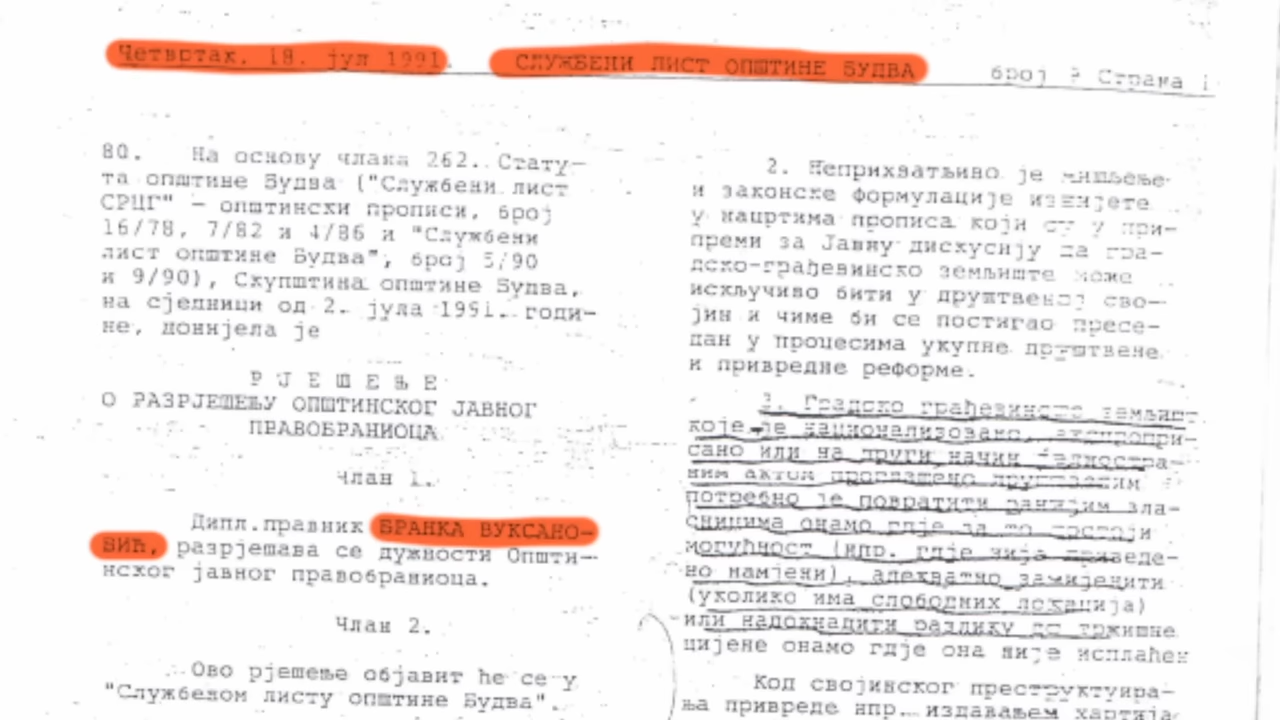 Четвртак, 18. јул 1991. СЛУЖБЕНИ ЛИСТ ОПШТИНЕ БУДВА број Страна
80. На основу члана 262. Стату-
та општине Будва ("Службени лист
СРЦГ" - општински прописи, број
16/78, 7/82 и 4/86 и "Службени
лист општине Будва", број 5/90
и 9/90), Скупштина општине Будва,
на сједници од 2. јула 1991. годи-
не, донијела је
Р Ј Е Ш Е Њ Е
О РАЗРЈЕШЕЊУ ОПШТИНСКОГ ЈАВНОГ
ПРАВОБРАНИОЦА
Члан 1.
Дипл.правник БРАНКА ВУКСАНО-
ВИЋ, разрјешава се дужности Општи-
нског јавног правобраниоца.
Члан 2.
Ово рјешење објавит ће се у
"Службеном листу општине Будва".
2. Неприхватљиво је мишљење
и законске формулације изнијете
у нацртима прописа који су у при-
преми за Јавну дискусију да гра-
дско-грађевинско земљиште може
искључиво бити у друштвеној сво-
јини и чиме би се постигао пресе-
дан у процесима укупне друштвене
и привредне реформе.
3. Градско грађевинско земљиште
које је национализовано, експропри-
сано или на други начин једностра-
ним актом проглашено друштвеним
потребно је повратити ранијим вла-
сницима онамо гдје за то постоји
могућност (нпр. гдје није приведе-
но намјени), адекватно замијенити
(уколико има слободних локација)
или надокнадити разлику до тржишне
цијене онамо гдје она није исплаћен
Код својинског преструктуира-
ња привреде нпр. издавањем хартија